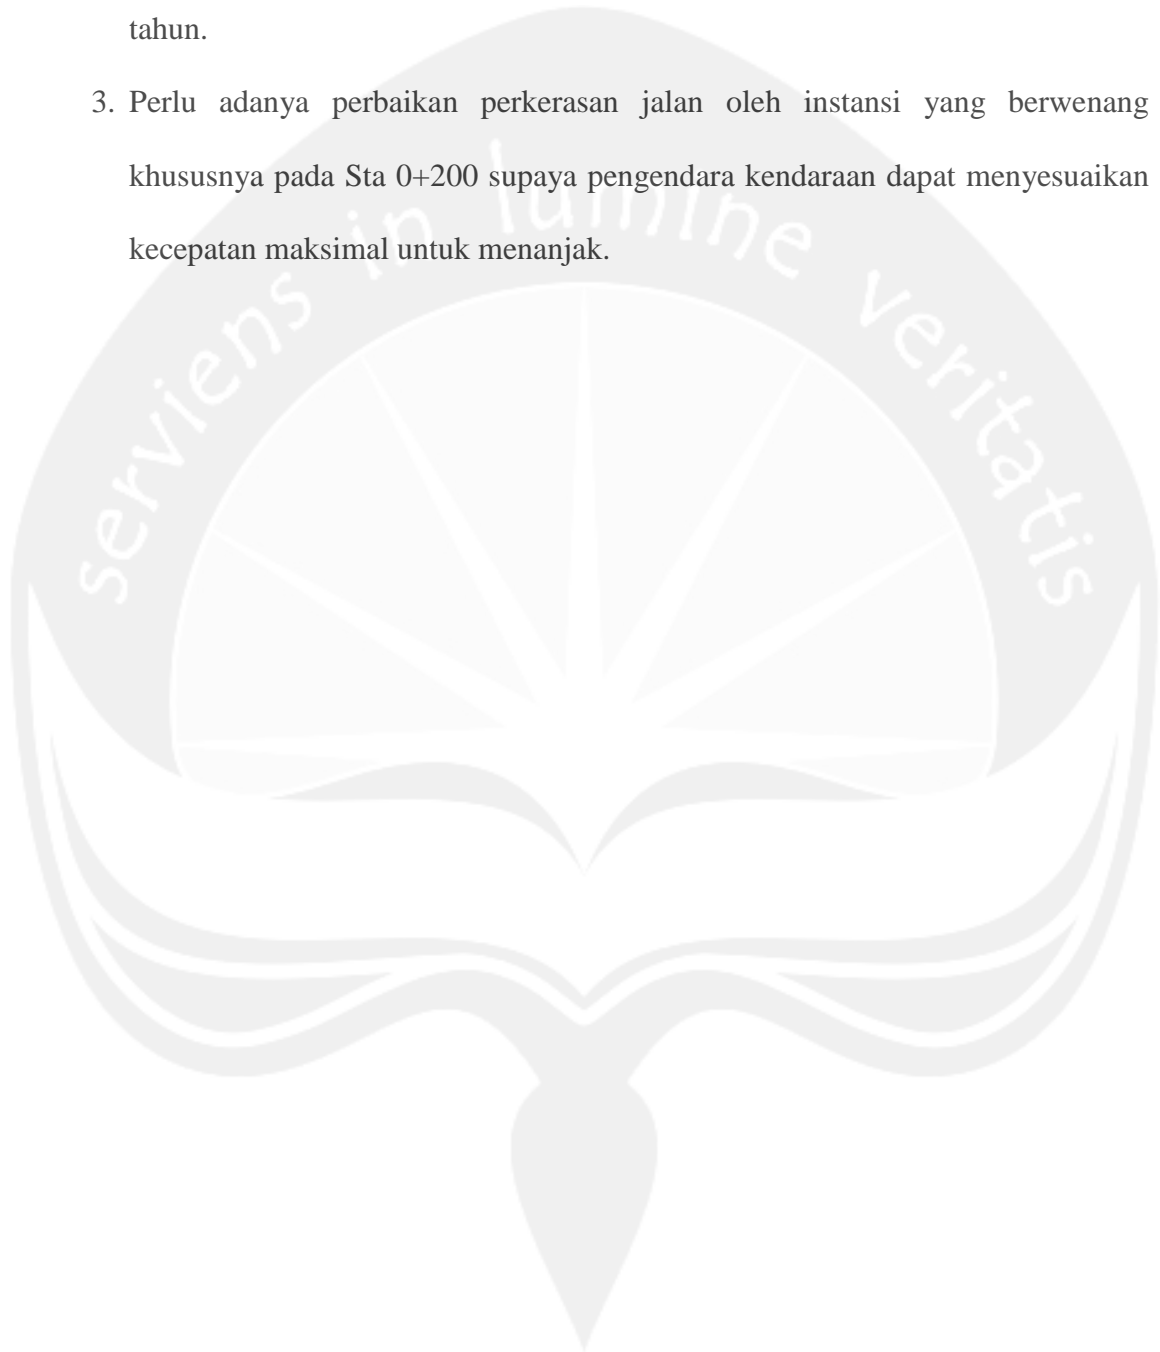 tahun.
3. Perlu adanya perbaikan perkerasan jalan oleh instansi yang berwenang
khususnya pada Sta 0+200 supaya pengendara kendaraan dapat menyesuaikan
kecepatan maksimal untuk menanjak.
serviens in lumine veritatis